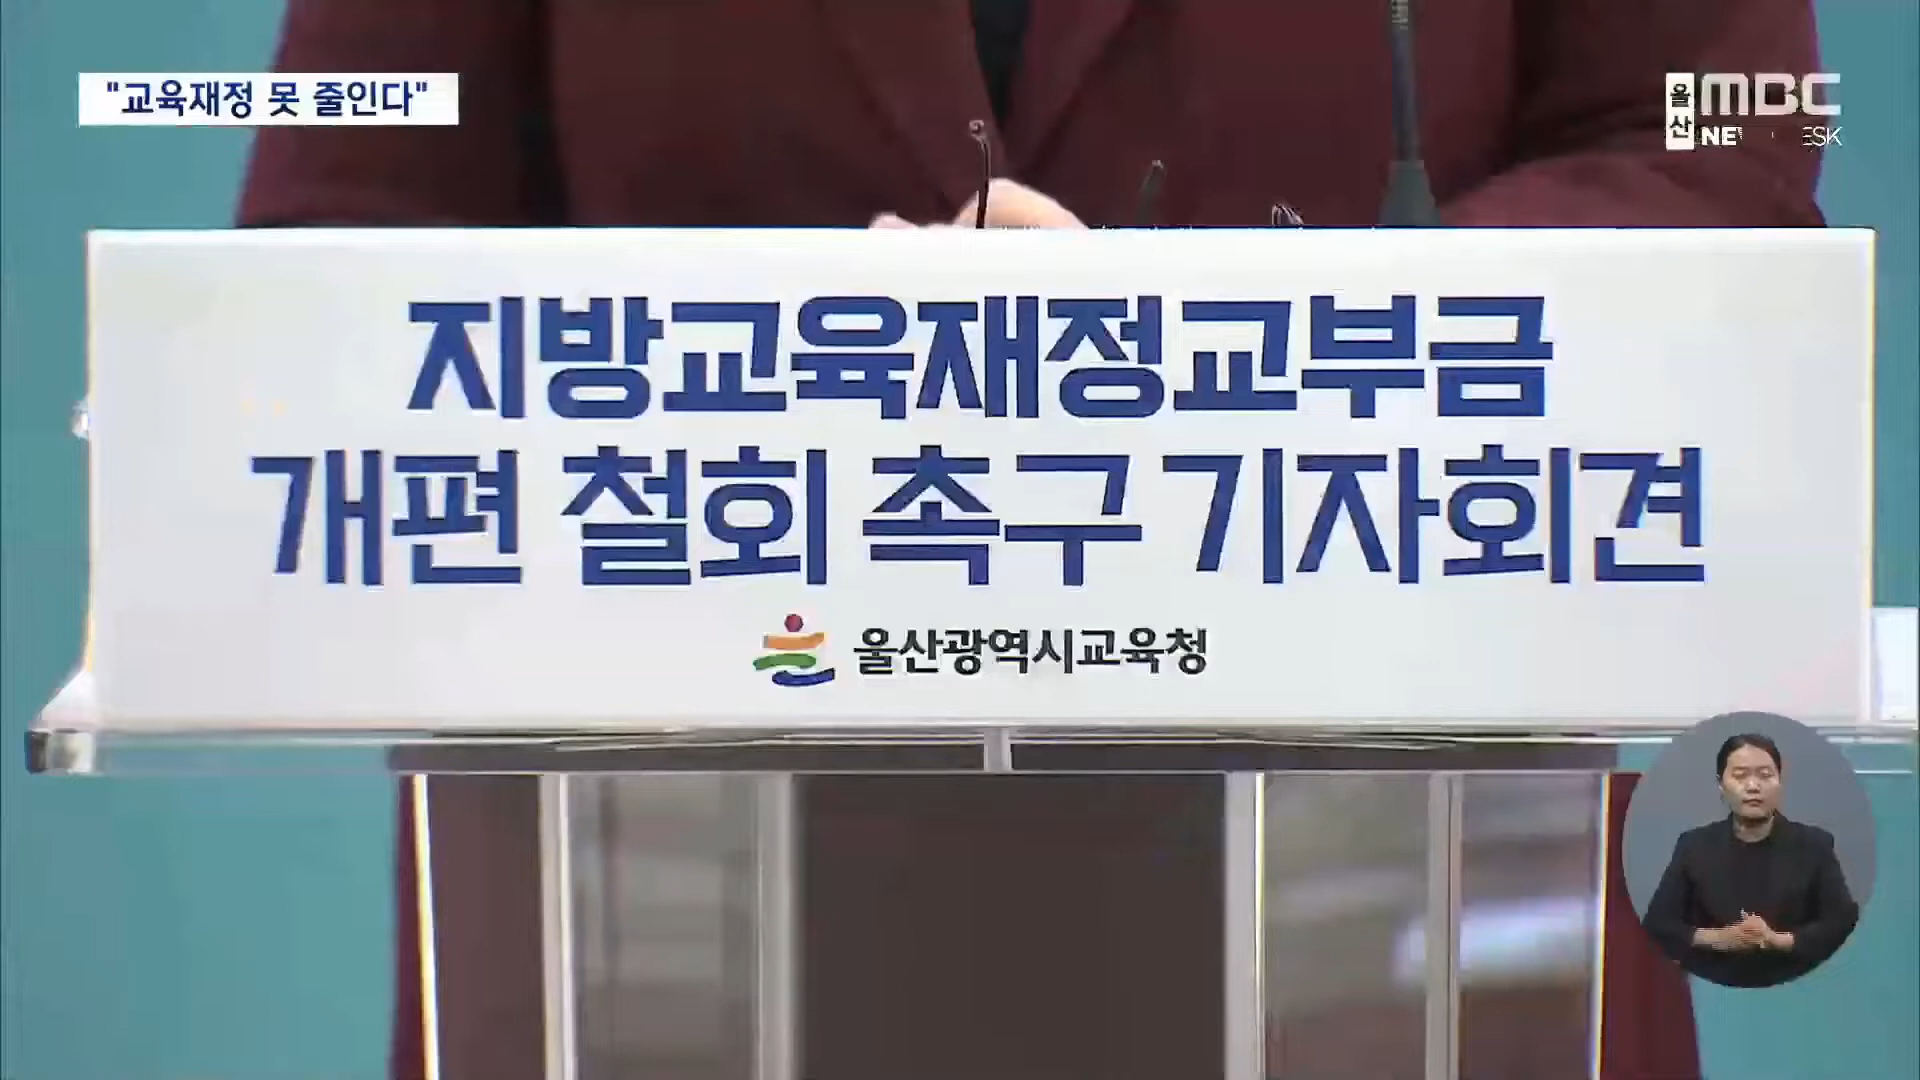 "교육재정 못 줄인다"
울산 MBC
지방교육재정교부금
개편 철회 촉구 기자회견
울산광역시교육청